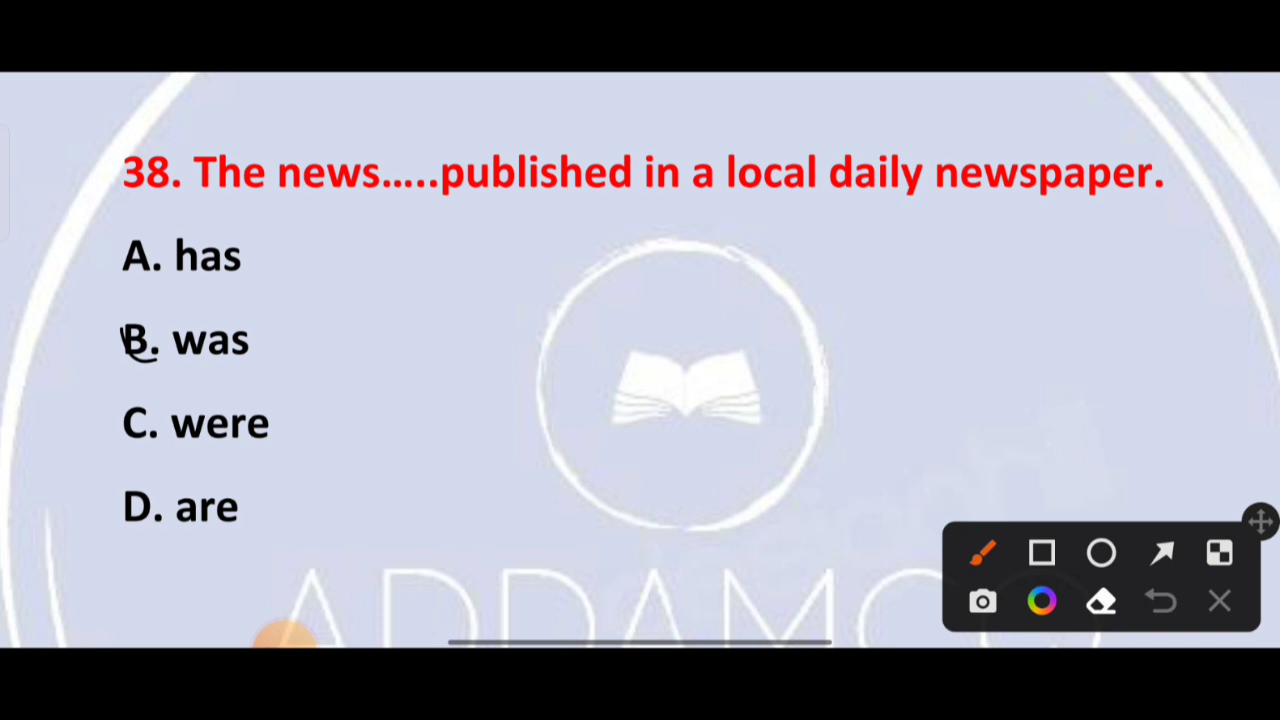 38. The news.....published in a local daily newspaper.
A. has
B. was
C. were
D. are